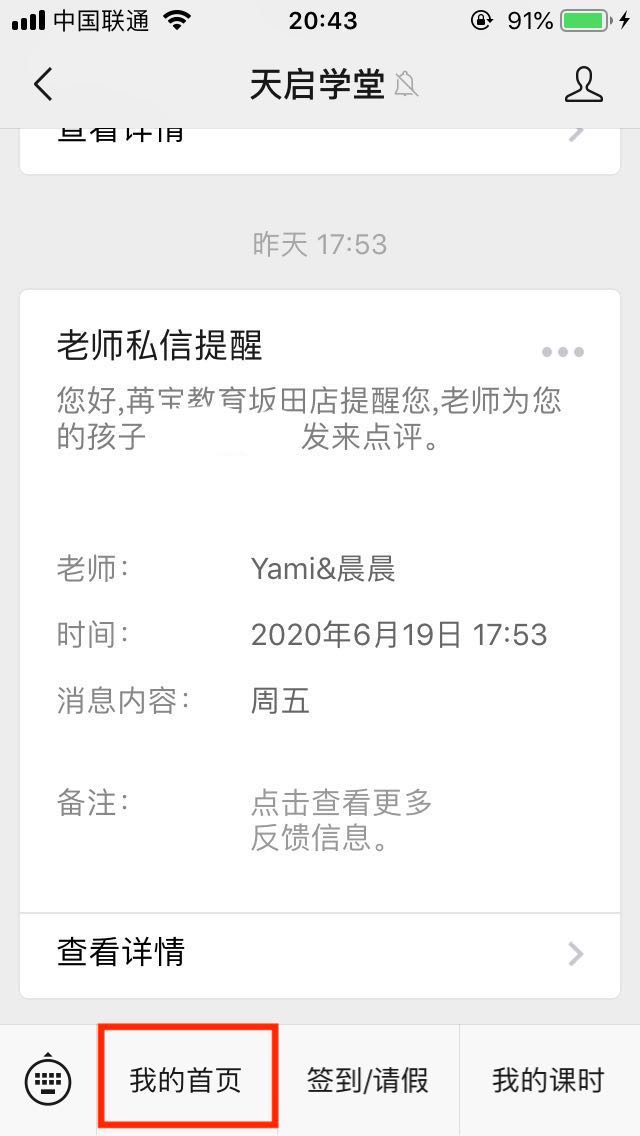 中国联通
20:43
91%
天启学堂
查看详情
昨天 17:53
老师私信提醒
您好,苒宝教育坂田店提醒您,老师为您
的孩子 发来点评。
老师: Yami&晨晨
时间: 2020年6月19日 17:53
消息内容: 周五
备注: 点击查看更多
反馈信息。
查看详情
我的首页
签到/请假
我的课时